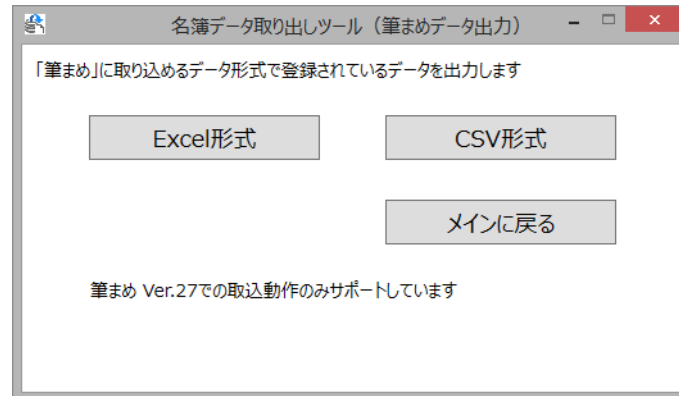 名簿データ取り出しツール（筆まめデータ出力）
「筆まめ」に取り込めるデータ形式で登録されているデータを出力します
Excel形式
CSV形式
メインに戻る
筆まめ Ver.27での取込動作のみサポートしています